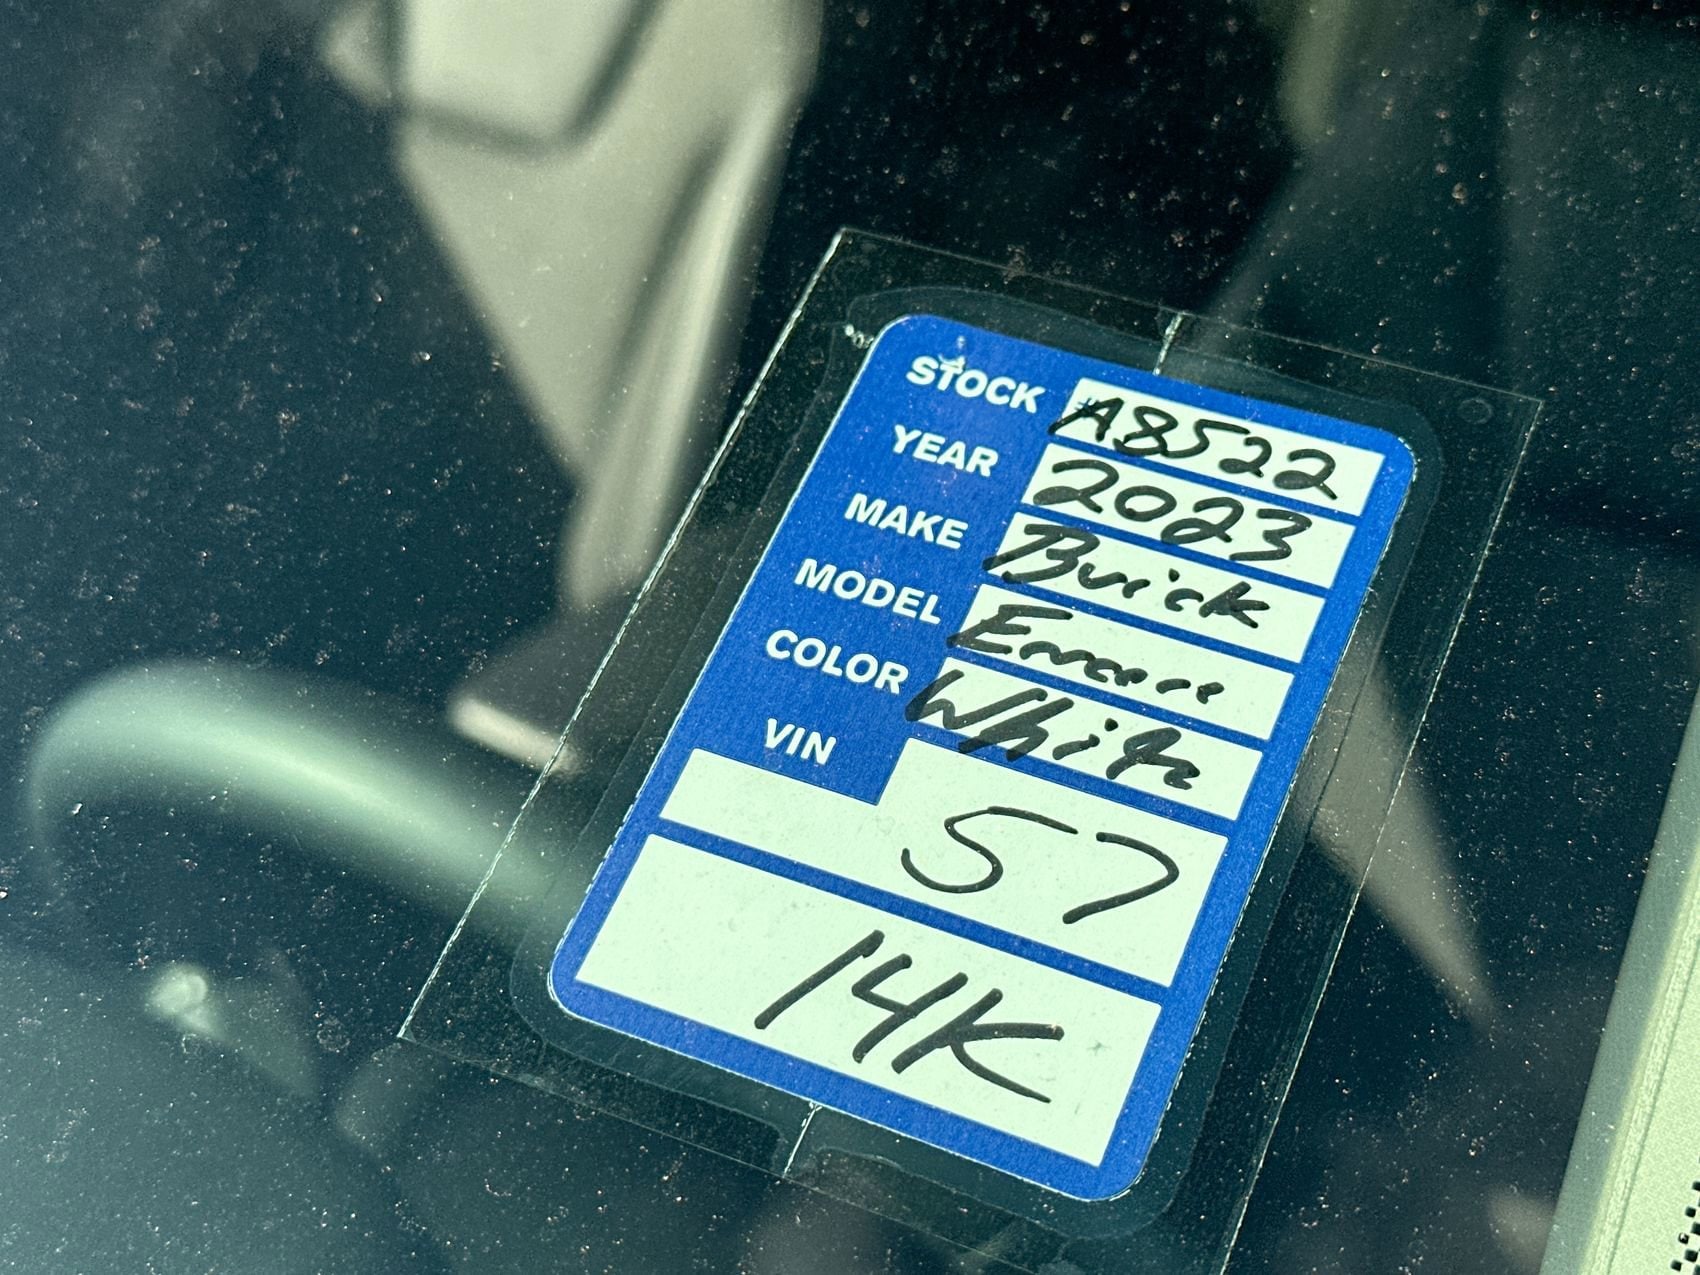 STOCK #A8522
YEAR 2023
MAKE Buick
MODEL
COLOR White
VIN 57
14K